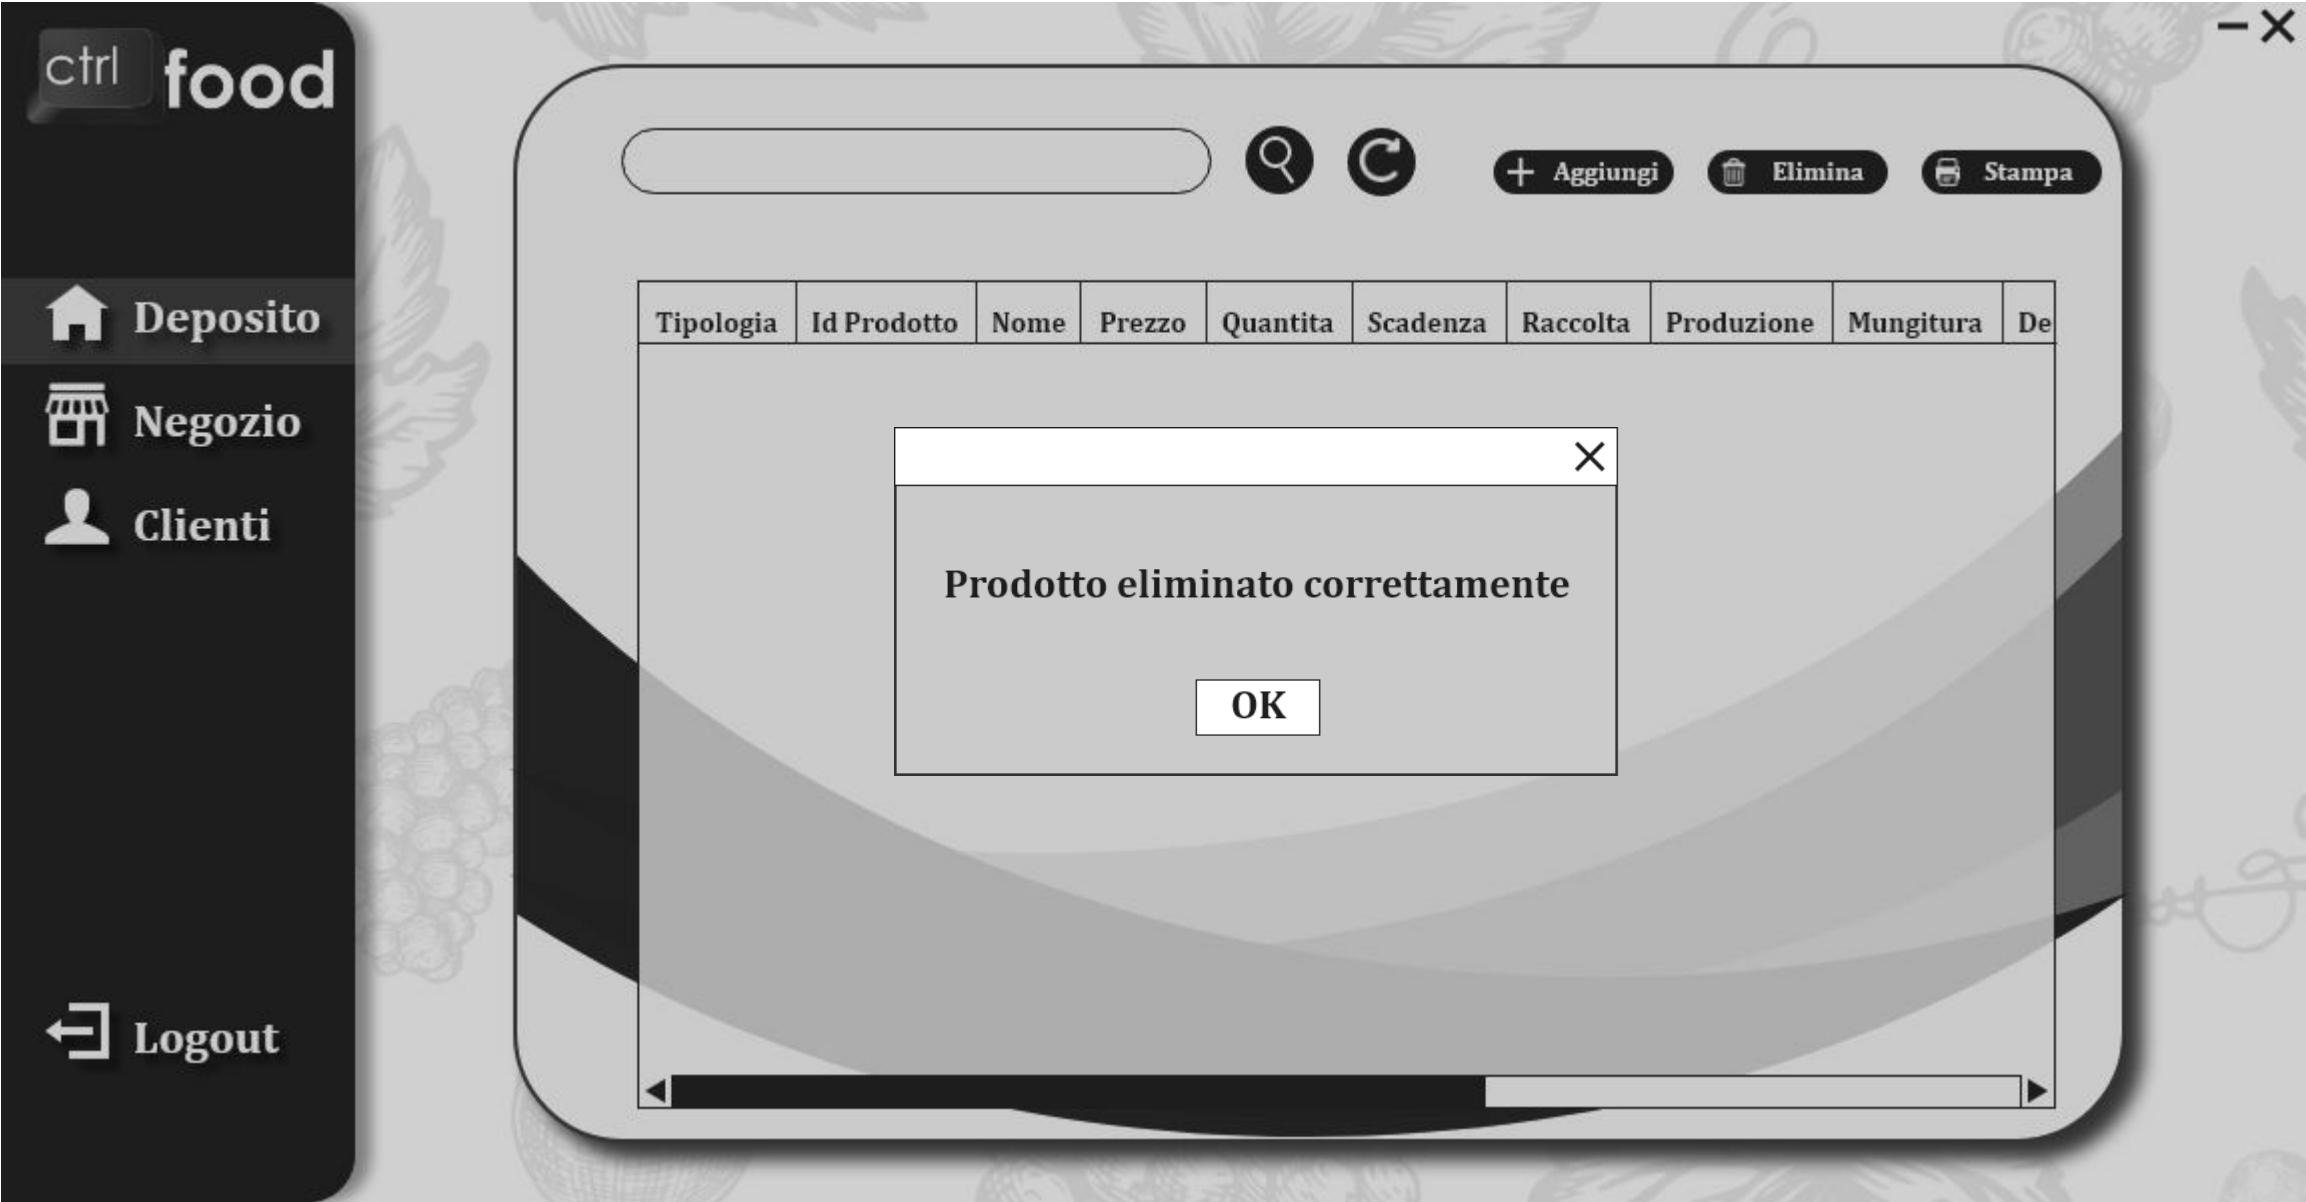 ctrl food
Aggiungi Elimina Stampa
Tipologia Id Prodotto Nome Prezzo Quantita Scadenza Raccolta Produzione Mungitura De
Deposito
Negozio
Clienti
Prodotto eliminato correttamente
OK
Logout